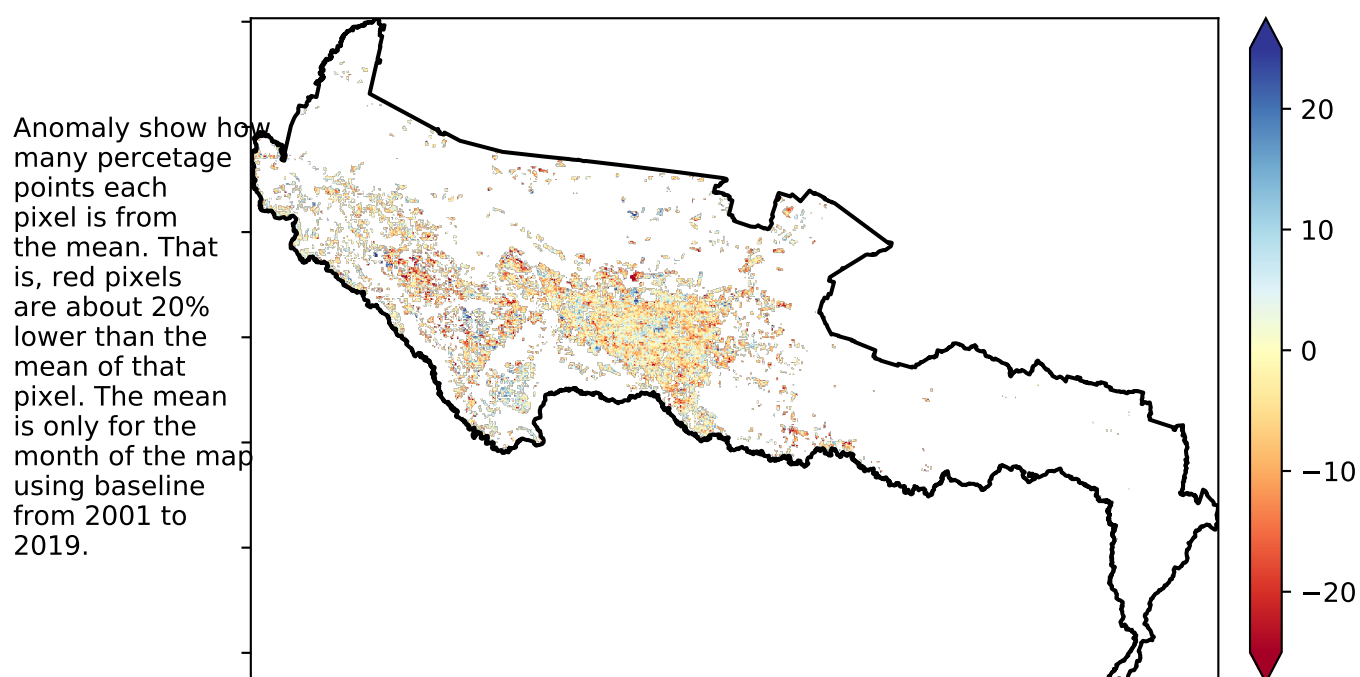 Anomaly show how
many percetage
points each
pixel is from
the mean. That
is, red pixels
are about 20%
lower than the
mean of that
pixel. The mean
is only for the
month of the map
using baseline
from 2001 to
2019.
20
10
0
−10
−20